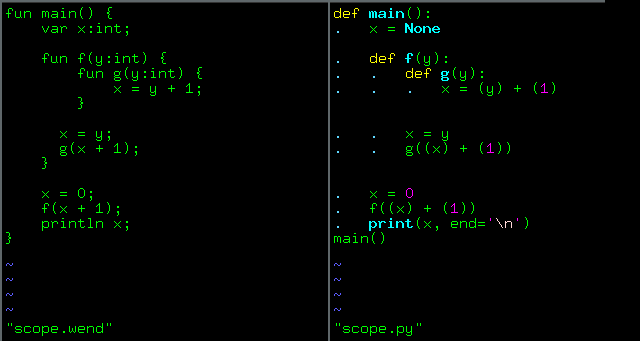 fun main() {
    var x:int;
    fun f(y:int) {
        fun g(y:int) {
            x = y + 1;
        }
      x = y;
      g(x + 1);
    }
    x = 0;
    f(x + 1);
    println x;
}
~
~
~
~
"scope.wend"
def main():
.   x = None
.   def f(y):
.   .   def g(y):
.   .   .   x = (y) + (1)
.   .   x = y
.   .   g((x) + (1))
.   x = 0
.   f((x) + (1))
.   print(x, end='\n')
main()
~
~
~
~
"scope.py"